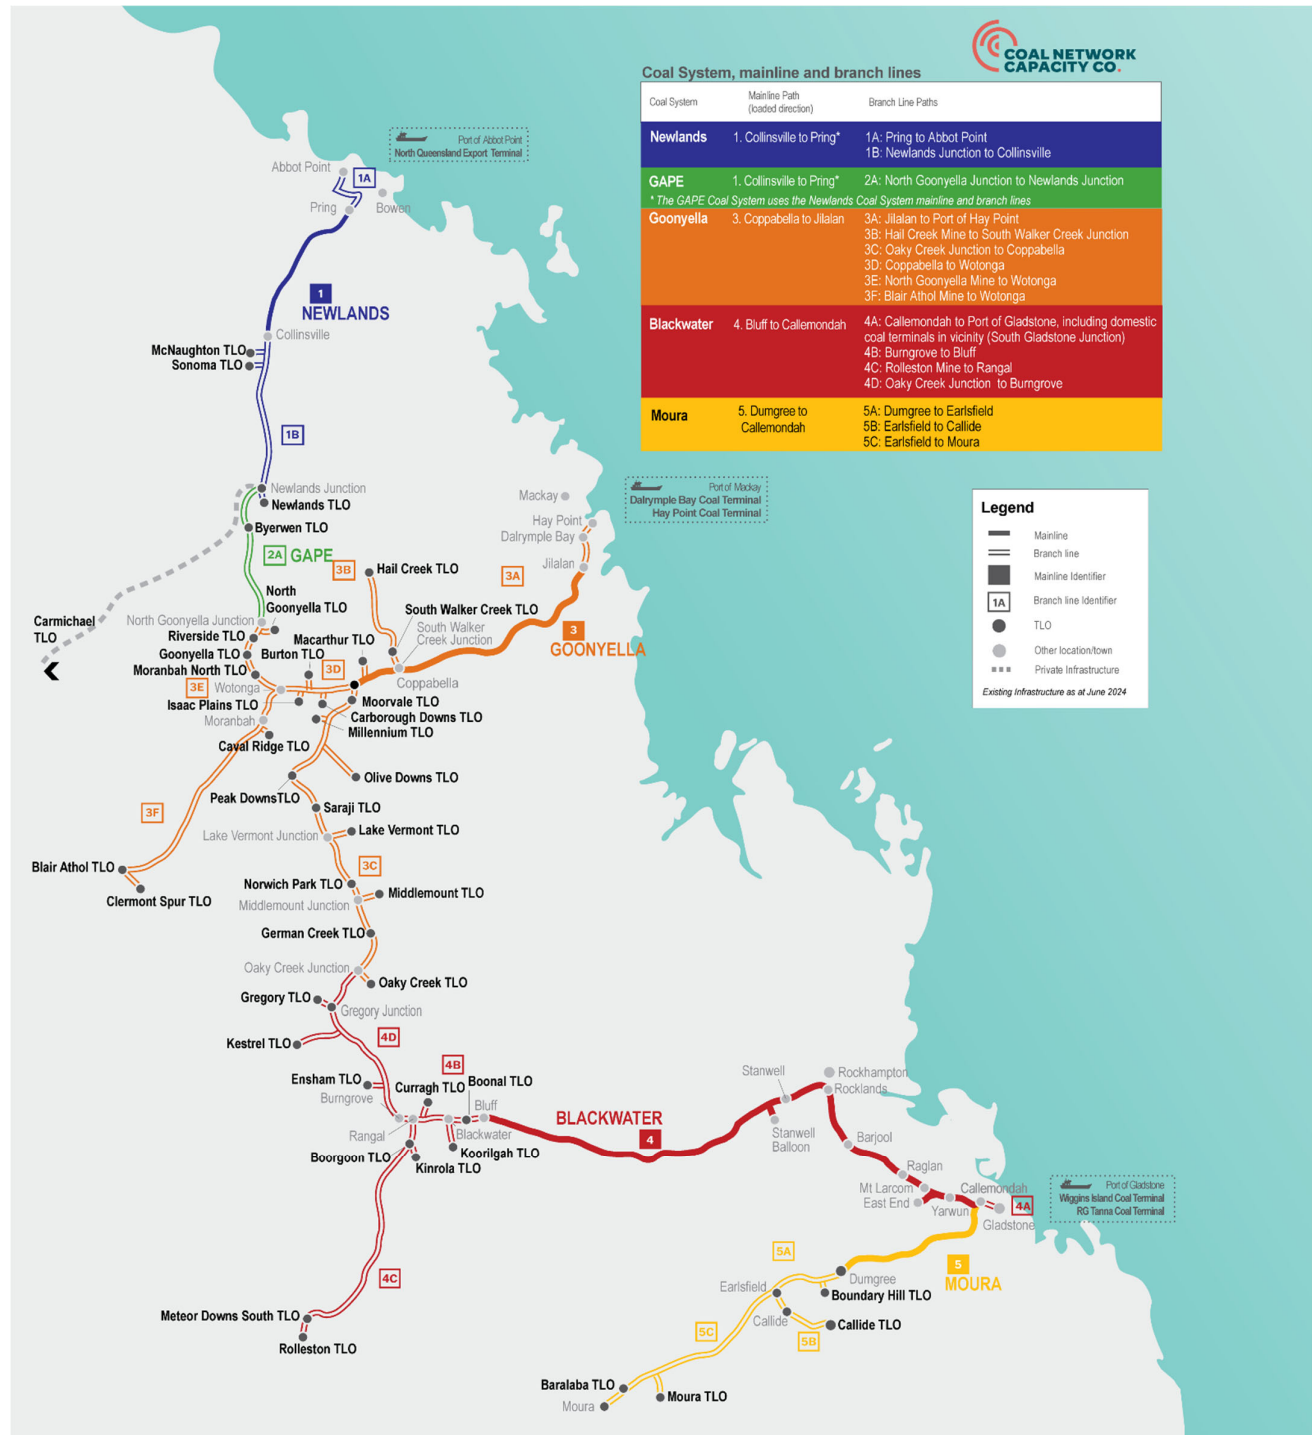 COAL NETWORK
CAPACITY CO.
Coal System, mainline and branch lines
Coal System
Mainline Path
(loaded direction)
Branch Line Paths
Newlands
1. Collinsville to Pring*
1A: Pring to Abbot Point
1B: Newlands Junction to Collinsville
GAPE
1. Collinsville to Pring*
2A: North Goonyella Junction to Newlands Junction
* The GAPE Coal System uses the Newlands Coal System mainline and branch lines
Goonyella
3. Coppabella to Jilalan
3A: Jilalan to Port of Hay Point
3B: Hail Creek Mine to South Walker Creek Junction
3C: Oaky Creek Junction to Coppabella
3D: Coppabella to Wotonga
3E: North Goonyella Mine to Wotonga
3F: Blair Athol Mine to Wotonga
Blackwater
4. Bluff to Callemondah
4A: Callemondah to Port of Gladstone, including domestic
coal terminals in vicinity (South Gladstone Junction)
4B: Burngrove to Bluff
4C: Rolleston Mine to Rangal
4D: Oaky Creek Junction to Burngrove
Moura
5. Dumgree to
Callemondah
5A: Dumgree to Earlsfield
5B: Earlsfield to Callide
5C: Earlsfield to Moura
Legend
Mainline
Branch line
Mainline Identifier
1A
Branch line Identifier
TLO
Other location/town
Private Infrastructure
Existing Infrastructure as at June 2024
Port of Abbot Point
North Queensland Export Terminal
Abbot Point
1A
Pring
Bowen
1
NEWLANDS
Collinsville
McNaughton TLO
Sonoma TLO
1B
Newlands Junction
Newlands TLO
Byerwen TLO
2A
GAPE
Port of Mackay
Dalrymple Bay Coal Terminal
Hay Point Coal Terminal
Mackay
Hay Point
Dalrymple Bay
Jilalan
3B
Hail Creek TLO
3A
North
Goonyella TLO
South Walker Creek TLO
Carmichael
TLO
North Goonyella Junction
South Walker
Creek Junction
3
GOONYELLA
Riverside TLO
Macarthur TLO
Goonyella TLO
Burton TLO
Moranbah North TLO
3D
3E
Wotonga
Coppabella
Isaac Plains TLO
Moorvale TLO
Moranbah
Carborough Downs TLO
Millennium TLO
Caval Ridge TLO
Olive Downs TLO
Peak DownsTLO
3F
Saraji TLO
Lake Vermont Junction
Lake Vermont TLO
Blair Athol TLO
3C
Clermont Spur TLO
Norwich Park TLO
Middlemount TLO
Middlemount Junction
German Creek TLO
Oaky Creek Junction
Oaky Creek TLO
Gregory TLO
Gregory Junction
Kestrel TLO
4D
4B
Ensham TLO
Curragh TLO
Boonal TLO
Burngrove
Bluff
Rangal
Blackwater
Boorgoon TLO
Koorilgah TLO
Kinrola TLO
BLACKWATER
4
Stanwell
Rockhampton
Rocklands
Stanwell
Balloon
Barjool
Raglan
Mt Larcom
Callemondah
East End
Yarwun
4A
Gladstone
Port of Gladstone
Wiggins Island Coal Terminal
RG Tanna Coal Terminal
4C
Meteor Downs South TLO
Rolleston TLO
5A
5
MOURA
Dumgree
Earlsfield
Boundary Hill TLO
Callide
Callide TLO
5C
5B
Baralaba TLO
Moura TLO
Moura